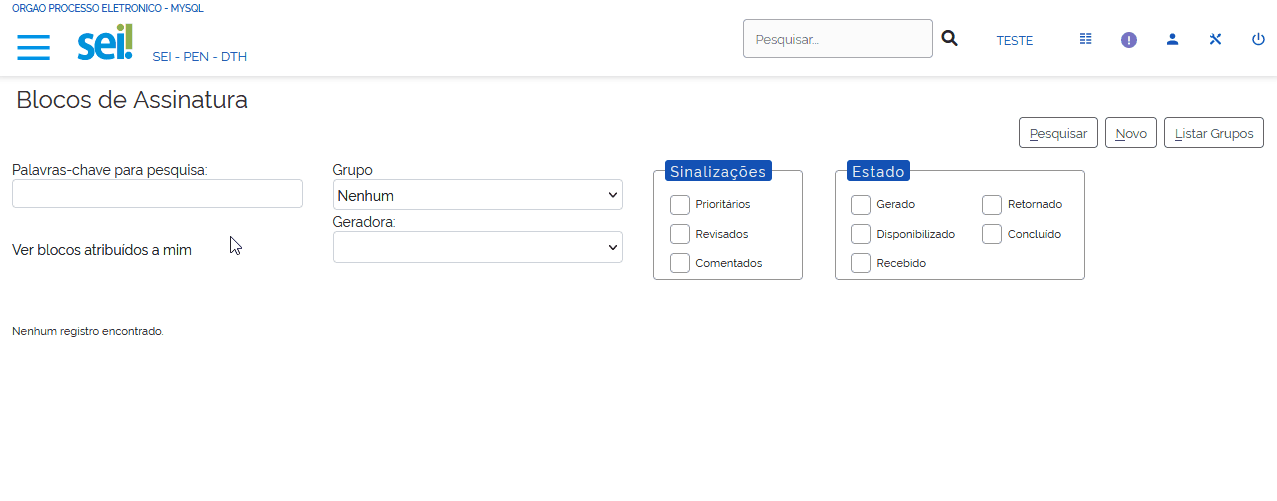 ORGAO PROCESSO ELETRONICO - MYSQL
sei!
SEI - PEN - DTH
Pesquisar...
TESTE
Blocos de Assinatura
Pesquisar
Novo
Listar Grupos
Palavras-chave para pesquisa:
Grupo
Nenhum
Geradora:
Ver blocos atribuídos a mim
Sinalizações
Prioritários
Revisados
Comentados
Estado
Gerado
Retornado
Disponibilizado
Concluído
Recebido
Nenhum registro encontrado.